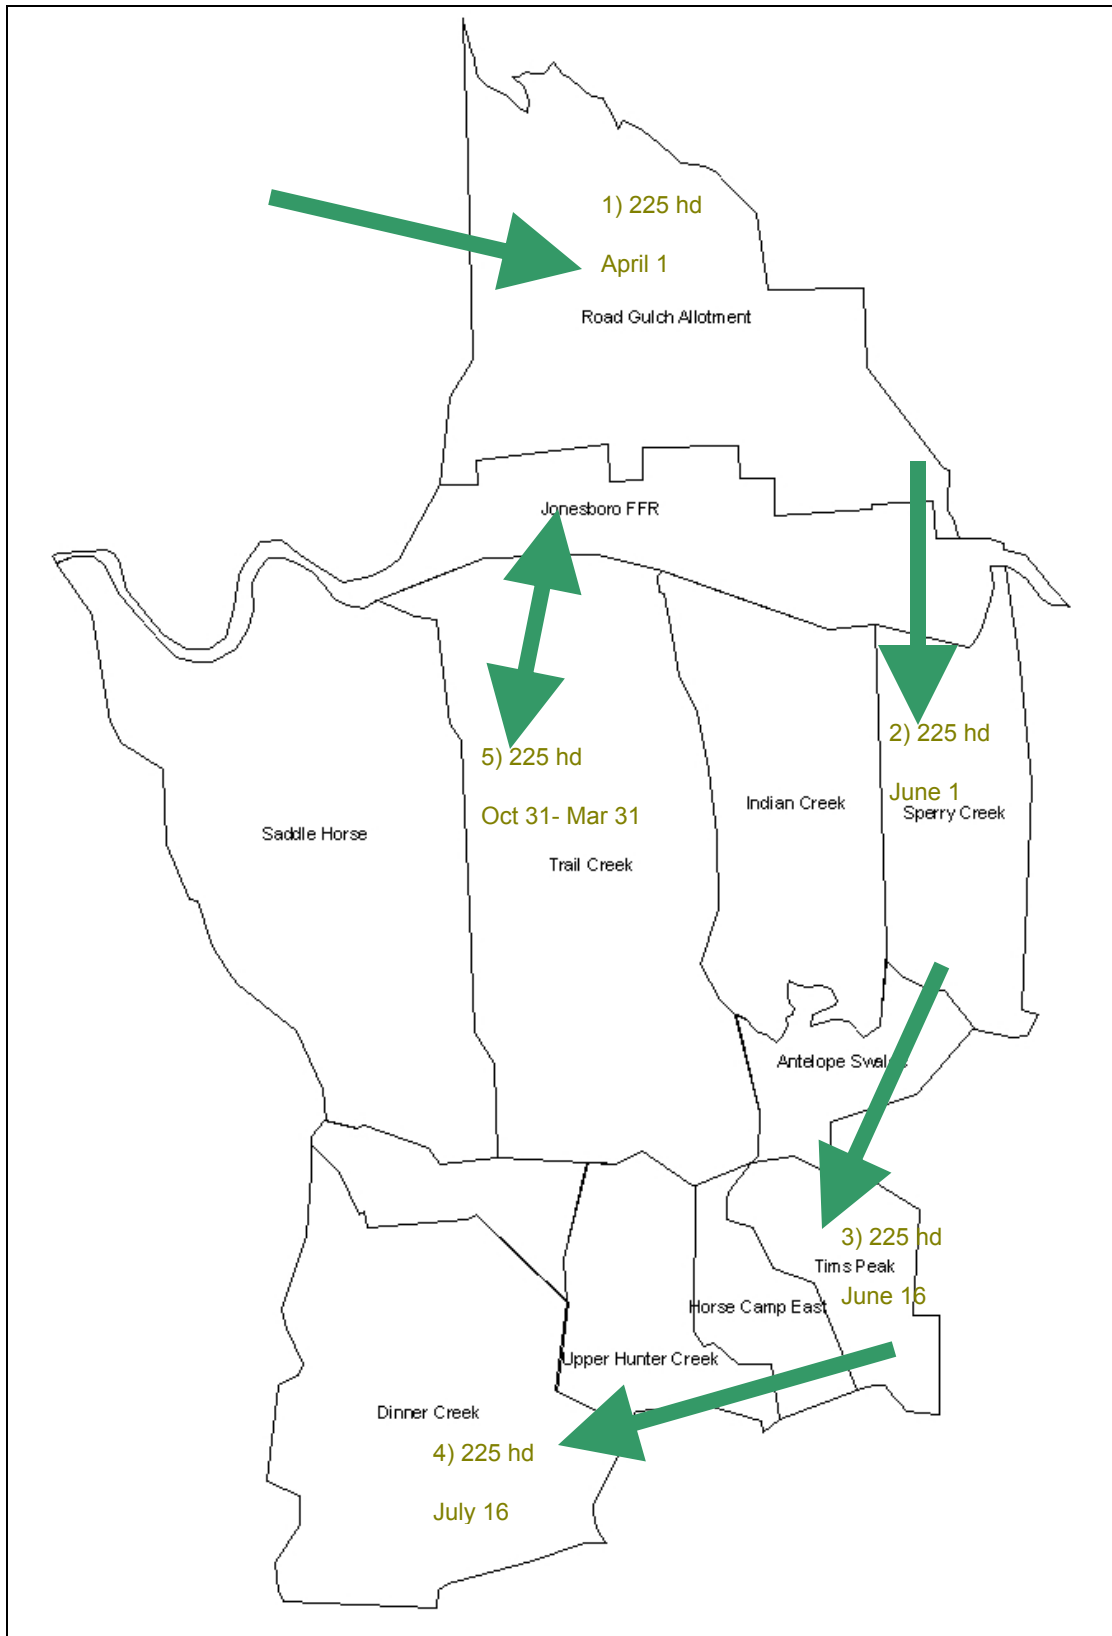 1) 225 hd
April 1
Road Gulch Allotment
Jonesboro FFR
2) 225 hd
5) 225 hd
June 1
Indian Creek
Sperry Creek
Oct 31- Mar 31
Saddle Horse
Trail Creek
Antelope Swale
3) 225 hd
Tims Peak
June 16
Horse Camp East
Upper Hunter Creek
Dinner Creek
4) 225 hd
July 16